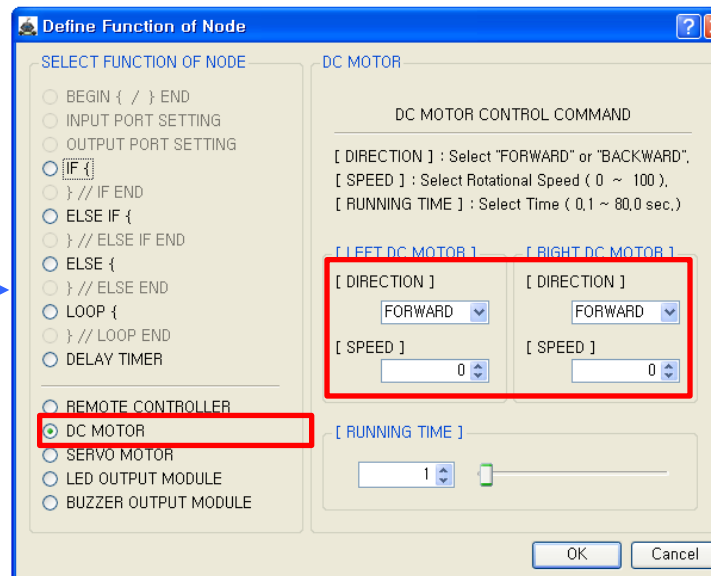 Define Function of Node
?
SELECT FUNCTION OF NODE
BEGIN { / } END
INPUT PORT SETTING
OUTPUT PORT SETTING
IF {
} // IF END
ELSE IF {
} // ELSE IF END
ELSE {
} // ELSE END
LOOP {
} // LOOP END
DELAY TIMER
REMOTE CONTROLLER
DC MOTOR
SERVO MOTOR
LED OUTPUT MODULE
BUZZER OUTPUT MODULE
DC MOTOR
DC MOTOR CONTROL COMMAND
[ DIRECTION ] : Select "FORWARD" or "BACKWARD",
[ SPEED ] : Select Rotational Speed ( 0 ~ 100 ),
[ RUNNING TIME ] : Select Time ( 0,1 ~ 80,0 sec,)
[ LEFT DC MOTOR ]
[ DIRECTION ]
FORWARD
[ SPEED ]
0
[ RIGHT DC MOTOR ]
[ DIRECTION ]
FORWARD
[ SPEED ]
0
[ RUNNING TIME ]
1
OK
Cancel